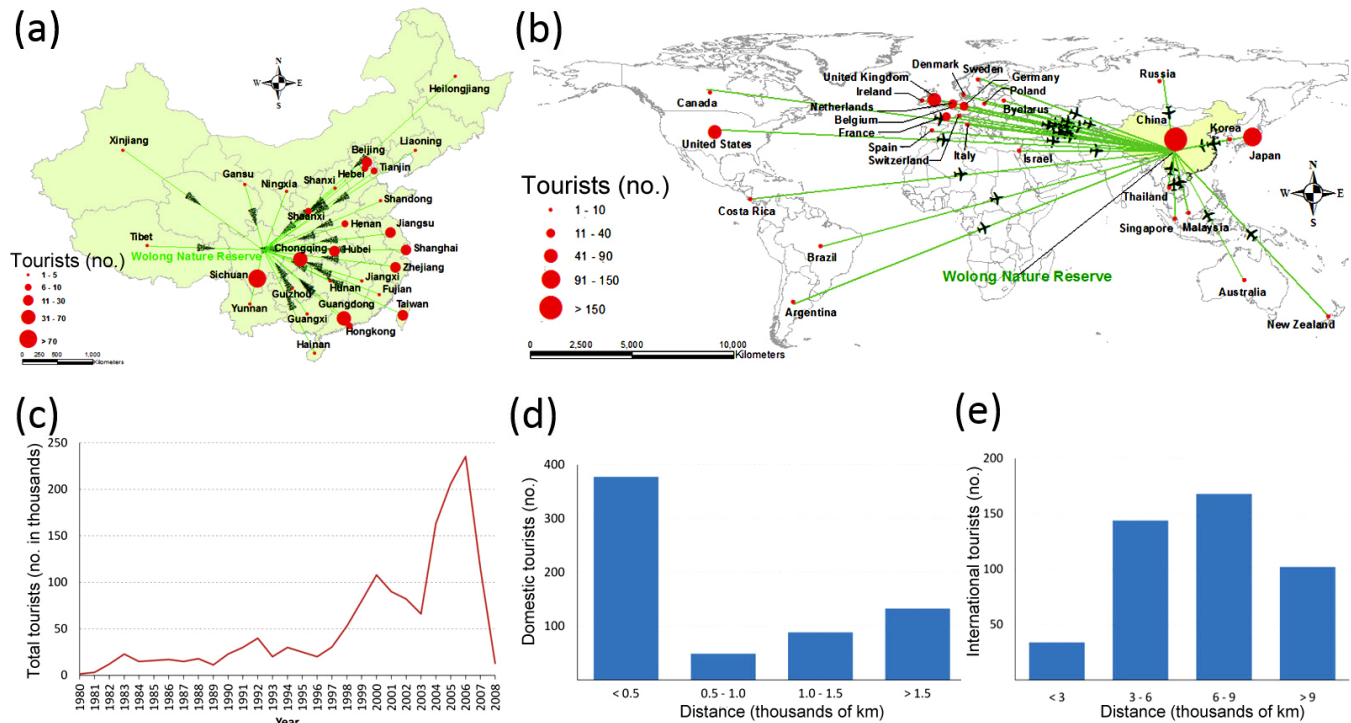 (a)
N
W
E
S
Heilongjiang
Xinjiang
Liaoning
Beijing
Tianjin
Hebei
Gansu
Ningxia
Shanxi
Shandong
Shaanxi
Henan
Jiangsu
Tibet
Chongqing
Hubei
Shanghai
Wolong Nature Reserve
Zhejiang
Sichuan
Jiangxi
Hunan
Fujian
Guizhou
Yunnan
Guangdong
Taiwan
Guangxi
Hongkong
Hainan
Tourists (no.)
1 - 5
6 - 10
11 - 30
31 - 70
> 70
0 250 500 1,000
Kilometers
(b)
Denmark
Sweden
United Kingdom
Germany
Ireland
Poland
Russia
Canada
Netherlands
Byelarus
China
Belgium
Korea
United States
France
Japan
Spain
Italy
Israel
Switzerland
N
W
E
S
Thailand
Costa Rica
Singapore
Malaysia
Brazil
Wolong Nature Reserve
Australia
Argentina
New Zealand
Tourists (no.)
1 - 10
11 - 40
41 - 90
91 - 150
> 150
0 5,000 10,000
Kilometers
(c)
Total tourists (no. in thousands)
250
200
150
100
50
0
1980 1981 1982 1983 1984 1985 1986 1987 1988 1989 1990 1991 1992 1993 1994 1995 1996 1997 1998 1999 2000 2001 2002 2003 2004 2005 2006 2007 2008
Year
(d)
Domestic tourists (no.)
400
300
200
100
< 0.5 0.5 - 1.0 1.0 - 1.5 > 1.5
Distance (thousands of km)
(e)
International tourists (no.)
200
150
100
50
< 3 3 - 6 6 - 9 > 9
Distance (thousands of km)